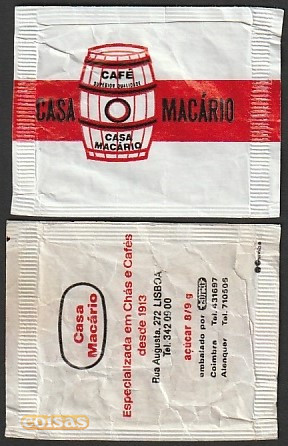 CAFÉ
SUPERIOR QUALIDADE
CASA
MACÁRIO
CASA MACÁRIO
Casa
Macário
Especializada em Chás e Cafés
desde 1913
Rua Augusta, 272 LISBOA
Tel. 342 09 00
açúcar 8/9 g
embalado por
Coimbra Tel. 431697
Alenquer Tel. 710505
coisas